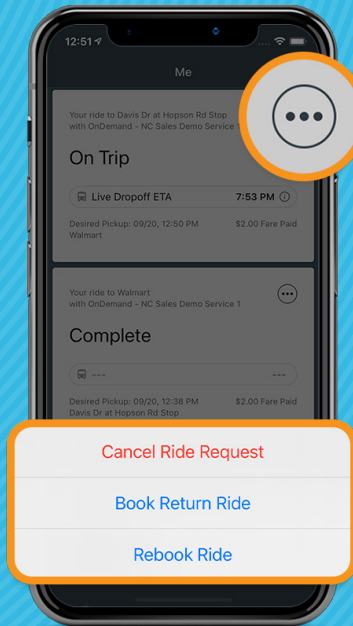 12:51
Me
Your ride to Davis Dr at Hopson Rd Stop
with OnDemand - NC Sales Demo Service 1
On Trip
Live Dropoff ETA 7:53 PM
Desired Pickup: 09/20, 12:50 PM $2.00 Fare Paid
Walmart
Your ride to Walmart
with OnDemand - NC Sales Demo Service 1
Complete
--- ---
Desired Pickup: 09/20, 12:38 PM $2.00 Fare Paid
Davis Dr at Hopson Rd Stop
Cancel Ride Request
Book Return Ride
Rebook Ride